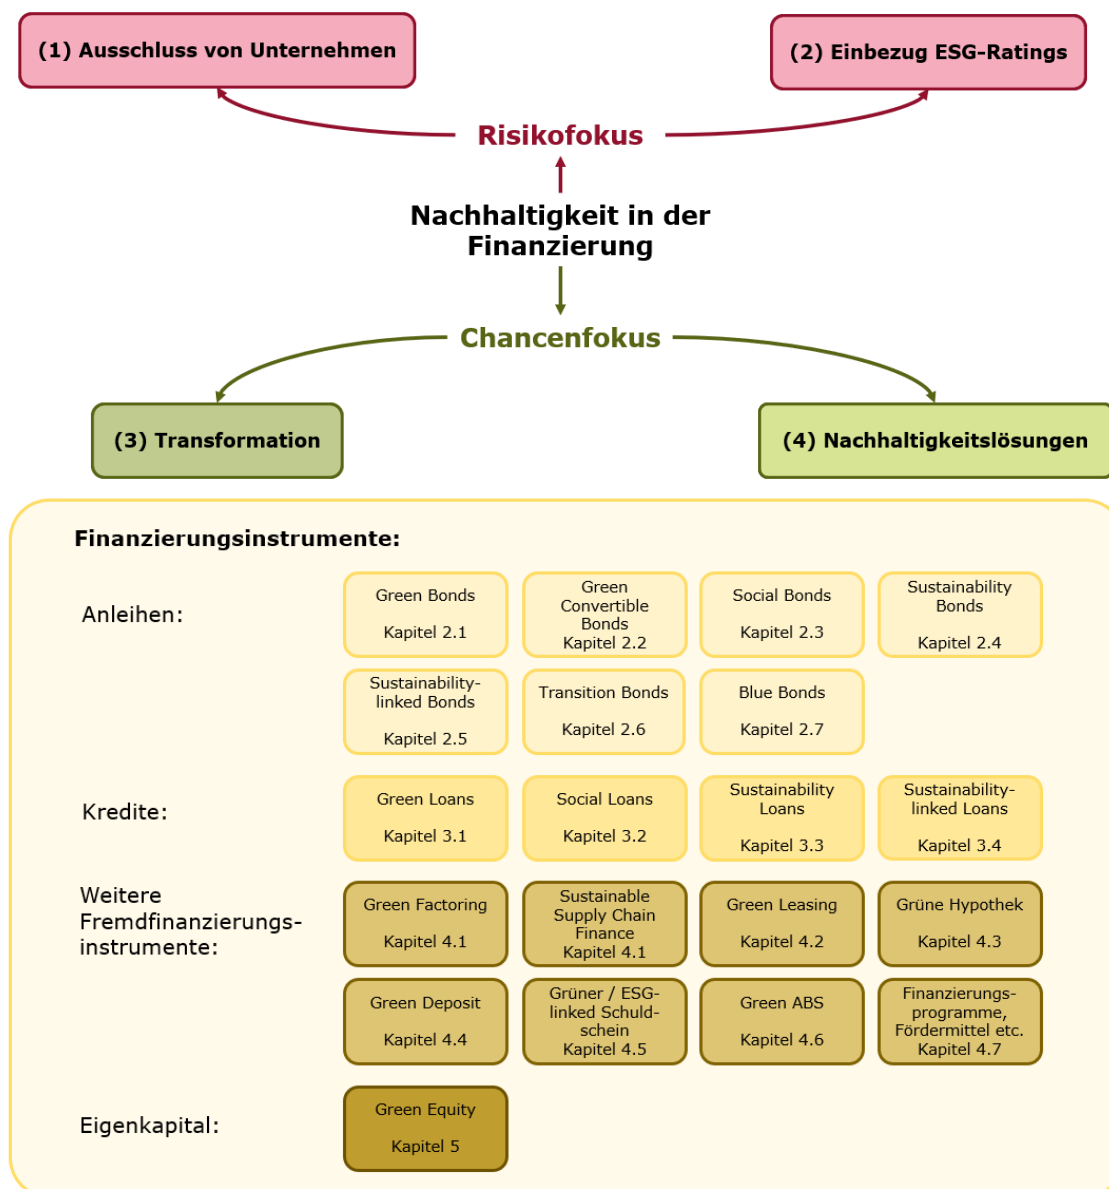 (1) Ausschluss von Unternehmen
(2) Einbezug ESG-Ratings
Risikofokus
Nachhaltigkeit in der
Finanzierung
Chancenfokus
(3) Transformation
(4) Nachhaltigkeitslösungen
Finanzierungsinstrumente:
Anleihen:
Green Bonds
Kapitel 2.1
Green
Convertible
Bonds
Kapitel 2.2
Social Bonds
Kapitel 2.3
Sustainability
Bonds
Kapitel 2.4
Sustainability-
linked Bonds
Kapitel 2.5
Transition Bonds
Kapitel 2.6
Blue Bonds
Kapitel 2.7
Kredite:
Green Loans
Kapitel 3.1
Social Loans
Kapitel 3.2
Sustainability
Loans
Kapitel 3.3
Sustainability-
linked Loans
Kapitel 3.4
Weitere
Fremdfinanzierungs-
instrumente:
Green Factoring
Kapitel 4.1
Sustainable
Supply Chain
Finance
Kapitel 4.1
Green Leasing
Kapitel 4.2
Grüne Hypothek
Kapitel 4.3
Green Deposit
Kapitel 4.4
Grüner / ESG-
linked Schuld-
schein
Kapitel 4.5
Green ABS
Kapitel 4.6
Finanzierungs-
programme,
Fördermittel etc.
Kapitel 4.7
Eigenkapital:
Green Equity
Kapitel 5